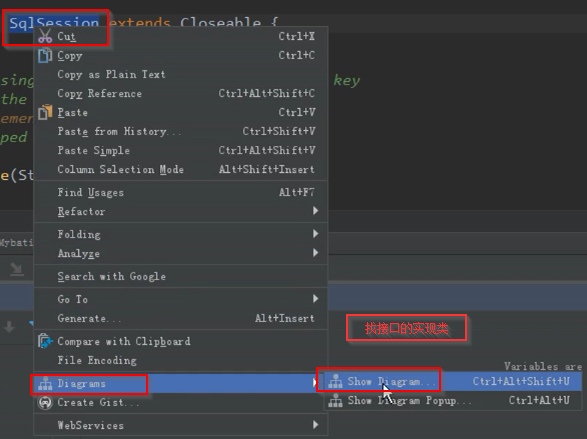 SqlSession extends Closeable {
Cut Ctrl+X
Copy Ctrl+C
Copy as Plain Text
sing key
Copy Reference Ctrl+Alt+Shift+C
the
Paste Ctrl+V
emer
Paste from History... Ctrl+Shift+V
ped
Paste Simple Ctrl+Alt+Shift+V
Column Selection Mode Alt+Shift+Insert
e(St
Find Usages Alt+F7
Refactor
Folding
Mybati
Analyze
Search with Google
Go To
Generate... Alt+Insert
找接口的实现类
Compare with Clipboard
File Encoding
Variables are
Diagrams
Show Diagram... Ctrl+Alt+Shift+U
Create Gist...
Show Diagram Popup... Ctrl+Alt+U
WebServices